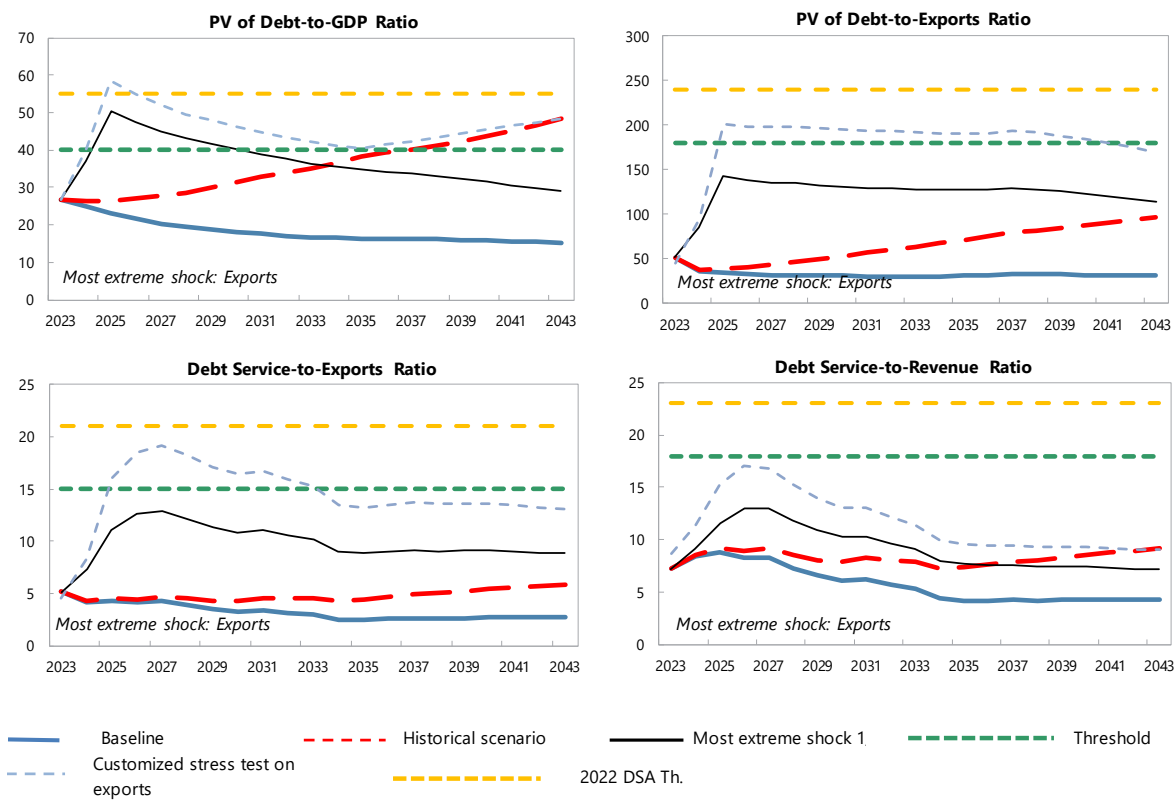 PV of Debt-to-GDP Ratio
70
60
50
40
30
20
10
0
Most extreme shock: Exports
2023 2025 2027 2029 2031 2033 2035 2037 2039 2041 2043
PV of Debt-to-Exports Ratio
300
250
200
150
100
50
0
Most extreme shock: Exports
2023 2025 2027 2029 2031 2033 2035 2037 2039 2041 2043
Debt Service-to-Exports Ratio
25
20
15
10
5
0
Most extreme shock: Exports
2023 2025 2027 2029 2031 2033 2035 2037 2039 2041 2043
Debt Service-to-Revenue Ratio
25
20
15
10
5
0
Most extreme shock: Exports
2023 2025 2027 2029 2031 2033 2035 2037 2039 2041 2043
Baseline
Historical scenario
Most extreme shock 1
Threshold
Customized stress test on
exports
2022 DSA Th.